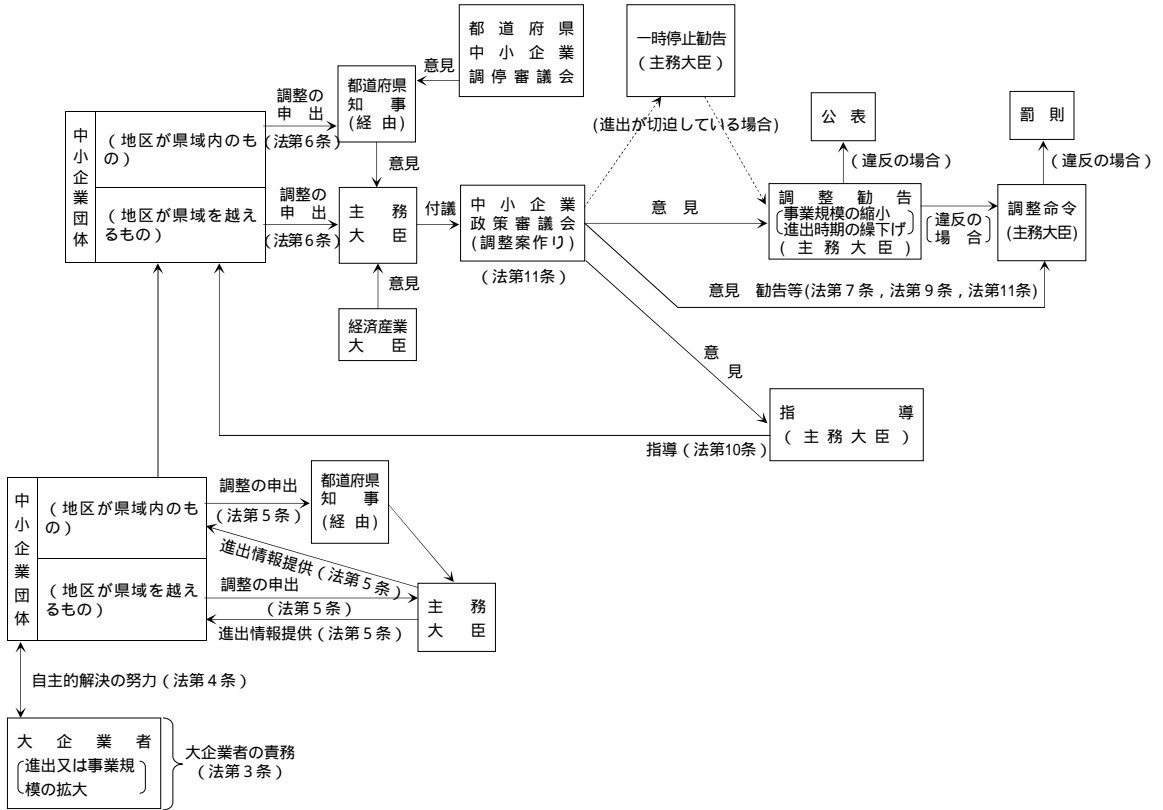 都道府県
中小企業
調停審議会
一時停止勧告
(主務大臣)
意見
都道府県
知事
(経由)
調整の
申出
(法第6条)
(進出が切迫している場合)
公表
罰則
中小企業団体
(地区が県域内のも
の)
意見
(違反の場合)
(違反の場合)
(地区が県域を越え
るもの)
調整の
申出
(法第6条)
主務
大臣
付議
中小企業
政策審議会
(調整案作り)
(法第11条)
意見
調整勧告
事業規模の縮小
進出時期の繰下げ
(主務大臣)
違反の
場合
調整命令
(主務大臣)
意見
意見 勧告等(法第7条,法第9条,法第11条)
経済産業
大臣
意
見
指導
(主務大臣)
指導(法第10条)
中小企業団体
(地区が県域内のも
の)
調整の申出
(法第5条)
都道府県
知事
(経由)
進出情報提供(法第5条)
(地区が県域を越え
るもの)
調整の申出
(法第5条)
進出情報提供(法第5条)
主務
大臣
自主的解決の努力(法第4条)
大企業者
進出又は事業規
模の拡大
大企業者の責務
(法第3条)